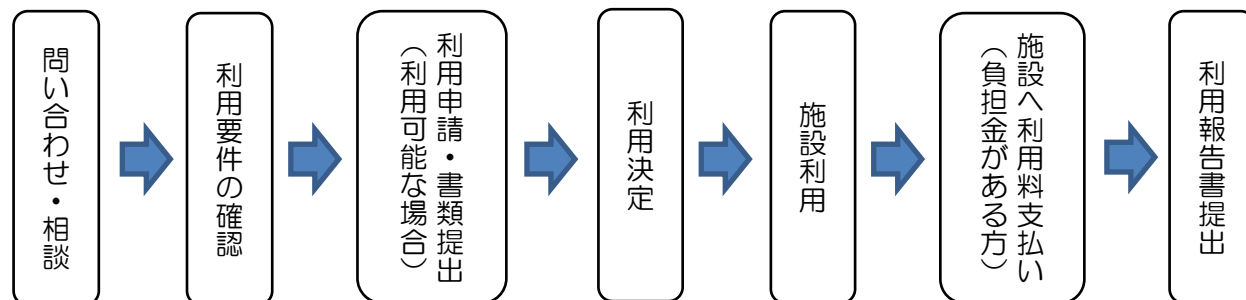 問い合わせ・相談
利用要件の確認
利用申請・書類提出
（利用可能な場合）
利用決定
施設利用
施設へ利用料支払い
（負担金がある方）
利用報告書提出